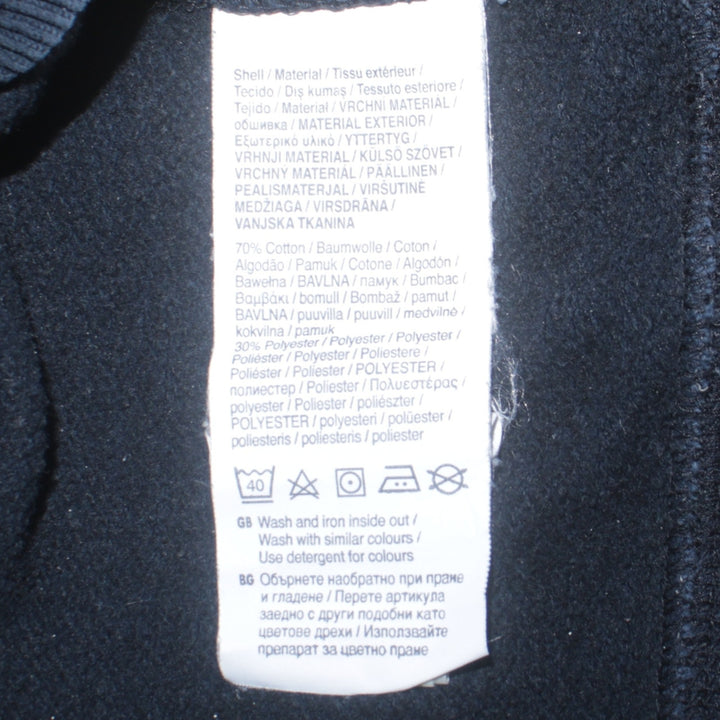 Shell / Material / Tissu extérieur /
Tecido / Dış kumaş / Tessuto esteriore /
Tejido / Materiał / VRCHNI MATERIAL /
обшивка / MATERIAL EXTERIOR /
Εξωτερικό υλικό / YTTERTYG /
VRHNJI MATERIAL / KÜLSŐ SZÖVET /
VRCHNÝ MATERIÁL / PÄÄLLINEN /
PEALISMATERJAL / VIRŠUTINĖ
MEDŽIAGA / VIRSDRĀNA /
VANJSKA TKANINA
70% Cotton / Baumwolle / Coton /
Algodão / Pamuk / Cotone / Algodón /
Bawełna / BAVLNA / памук / Bumbac /
Βαμβάκι / bomull / Bombaž / pamut /
BAVLNA / puuvilla / puuvill / medvilnė /
kokvilna / pamuk
30% Polyester / Polyester / Polyester /
Poliéster / Polyester / Poliestere /
Poliéster / Poliester / POLYESTER /
полиестер / Poliester / Πολυεστέρας /
polyester / Poliester / poliészter /
POLYESTER / polyesteri / polüester /
poliesteris / poliesteris / poliester
40
GB Wash and iron inside out /
Wash with similar colours /
Use detergent for colours
BG Обърнете наобратно при пране
и гладене / Перете артикула
заедно с други подобни като
цветове дрехи / Използвайте
препарат за цветно пране